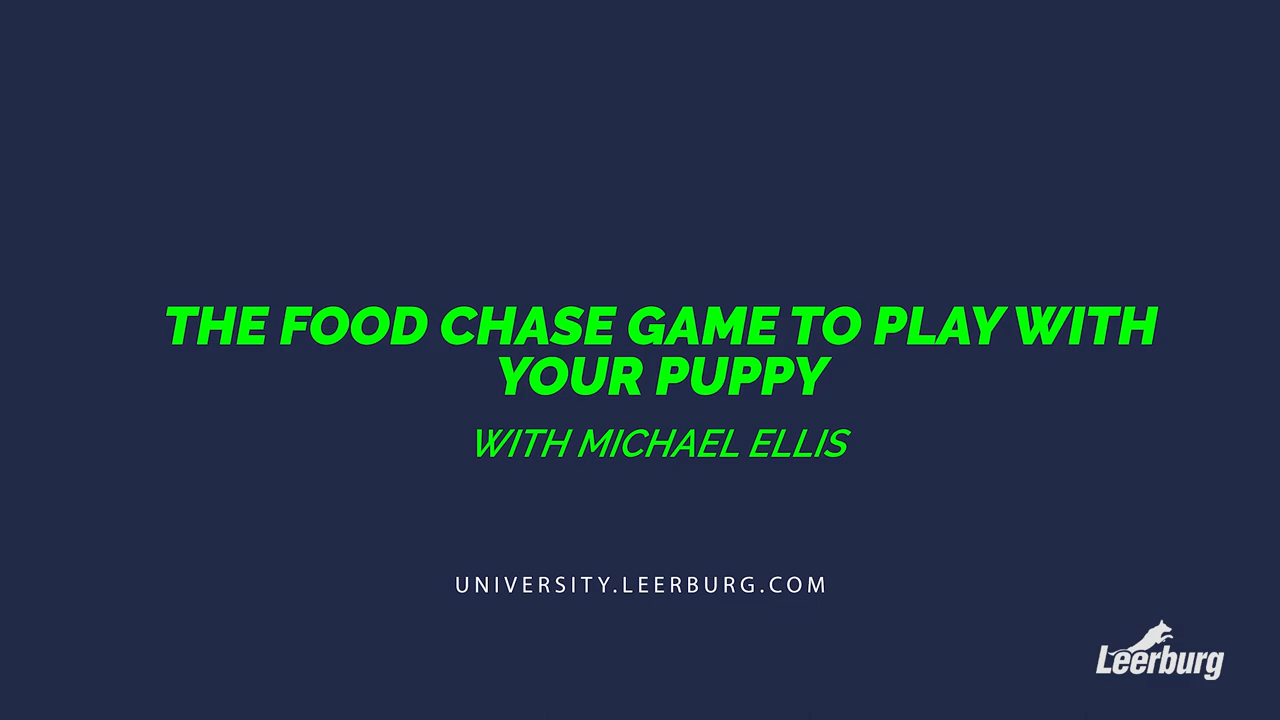 THE FOOD CHASE GAME TO PLAY WITH
YOUR PUPPY
WITH MICHAEL ELLIS
UNIVERSITY.LEERBURG.COM
Leerburg